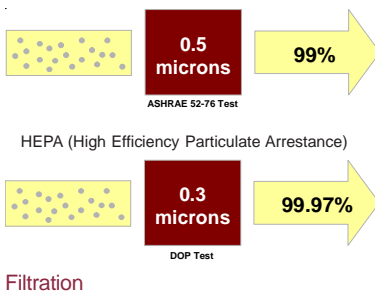 0.5
microns
99%
ASHRAE 52-76 Test
HEPA (High Efficiency Particulate Arrestance)
0.3
microns
99.97%
DOP Test
Filtration